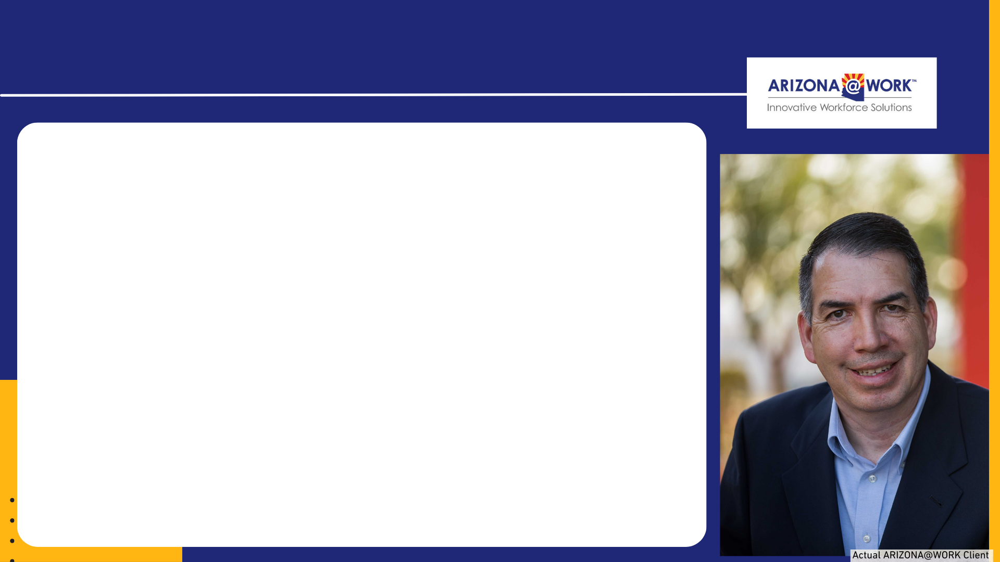 ARIZONA@WORK™
Innovative Workforce Solutions
Actual ARIZONA@WORK Client